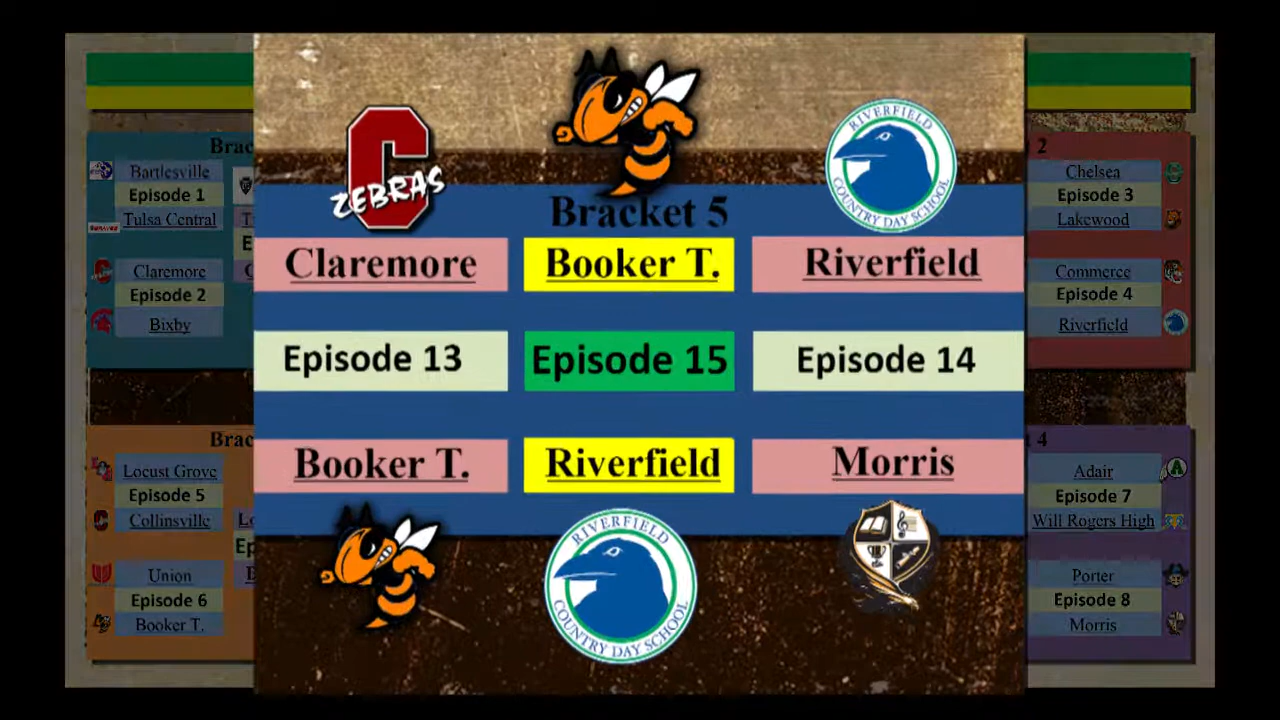 Bracket 5
ZEBRAS
RIVERFIELD
COUNTRY DAY SCHOOL
Claremore
Booker T.
Riverfield
Episode 13
Episode 15
Episode 14
Booker T.
Riverfield
Morris
RIVERFIELD
COUNTRY DAY SCHOOL
Brac
Bartlesville
Episode 1
Tulsa Central
Claremore
Episode 2
Bixby
Brac
Locust Grove
Episode 5
Collinsville
Union
Episode 6
Booker T.
2
Chelsea
Episode 3
Lakewood
Commerce
Episode 4
Riverfield
4
Adair
Episode 7
Will Rogers High
Porter
Episode 8
Morris